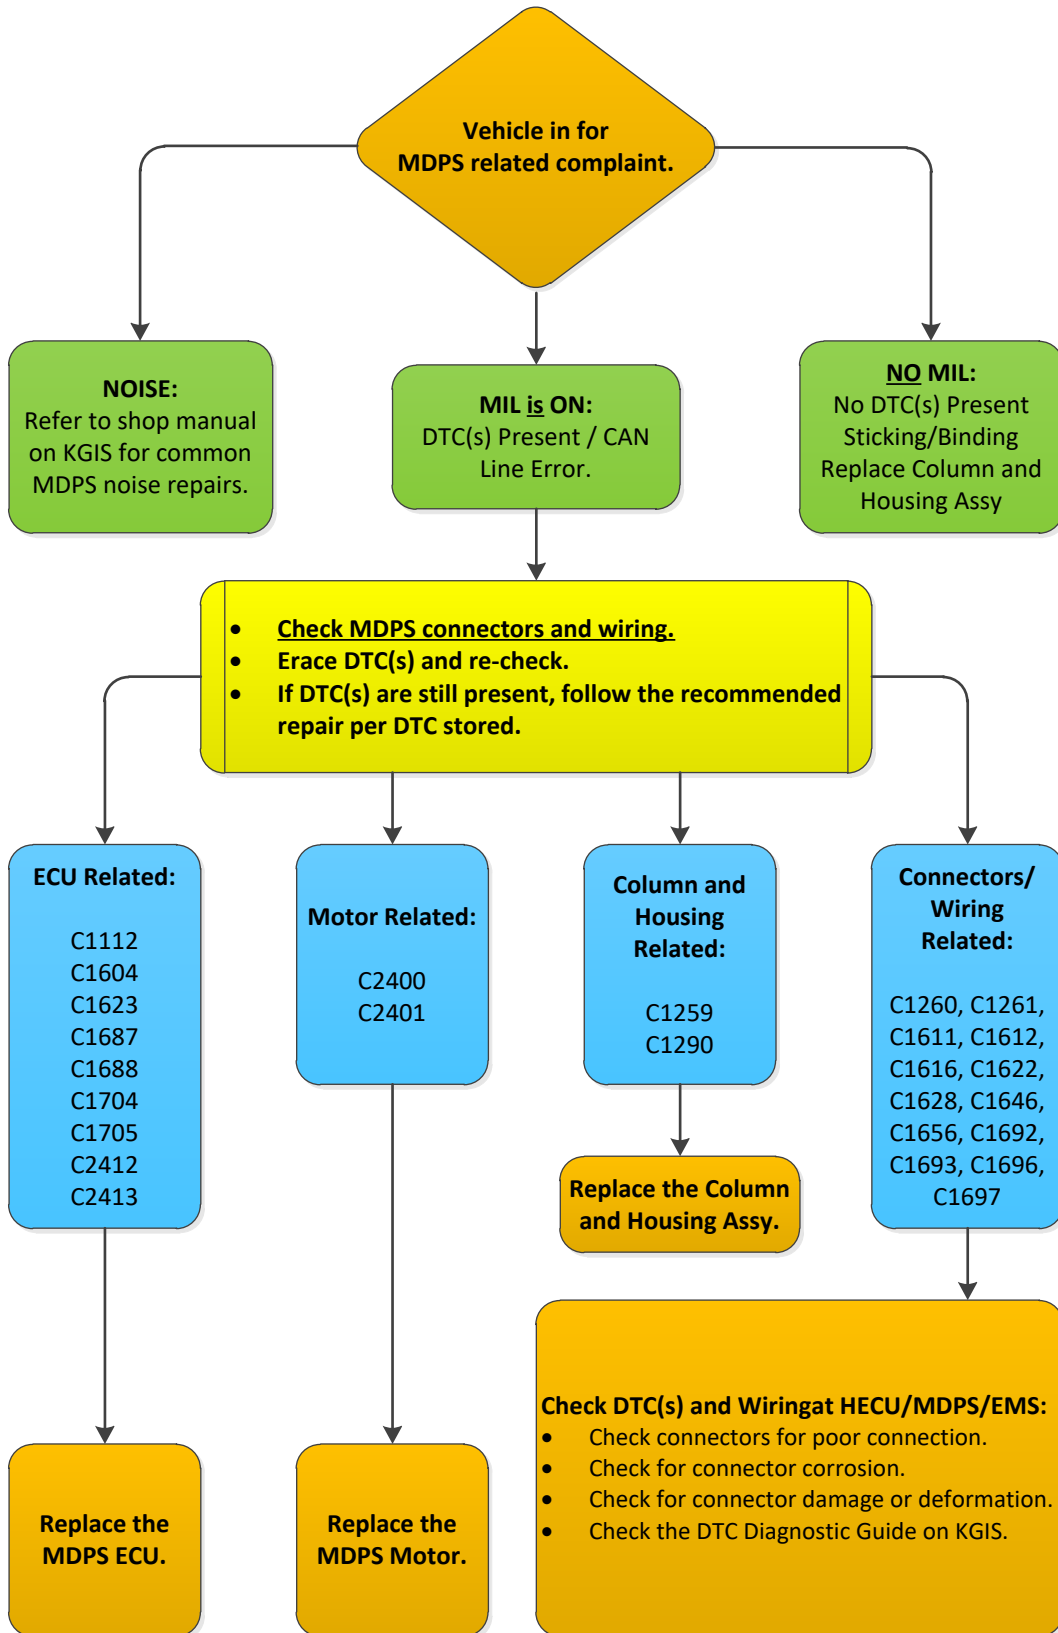 Vehicle in for
MDPS related complaint.
NOISE:
Refer to shop manual
on KGIS for common
MDPS noise repairs.
MIL is ON:
DTC(s) Present / CAN
Line Error.
NO MIL:
No DTC(s) Present
Sticking/Binding
Replace Column and
Housing Assy
• Check MDPS connectors and wiring.
• Erace DTC(s) and re-check.
• If DTC(s) are still present, follow the recommended
repair per DTC stored.
ECU Related:
C1112
C1604
C1623
C1687
C1688
C1704
C1705
C2412
C2413
Motor Related:
C2400
C2401
Column and
Housing
Related:
C1259
C1290
Connectors/
Wiring
Related:
C1260, C1261,
C1611, C1612,
C1616, C1622,
C1628, C1646,
C1656, C1692,
C1693, C1696,
C1697
Replace the Column
and Housing Assy.
Replace the
MDPS ECU.
Replace the
MDPS Motor.
Check DTC(s) and Wiringat HECU/MDPS/EMS:
• Check connectors for poor connection.
• Check for connector corrosion.
• Check for connector damage or deformation.
• Check the DTC Diagnostic Guide on KGIS.